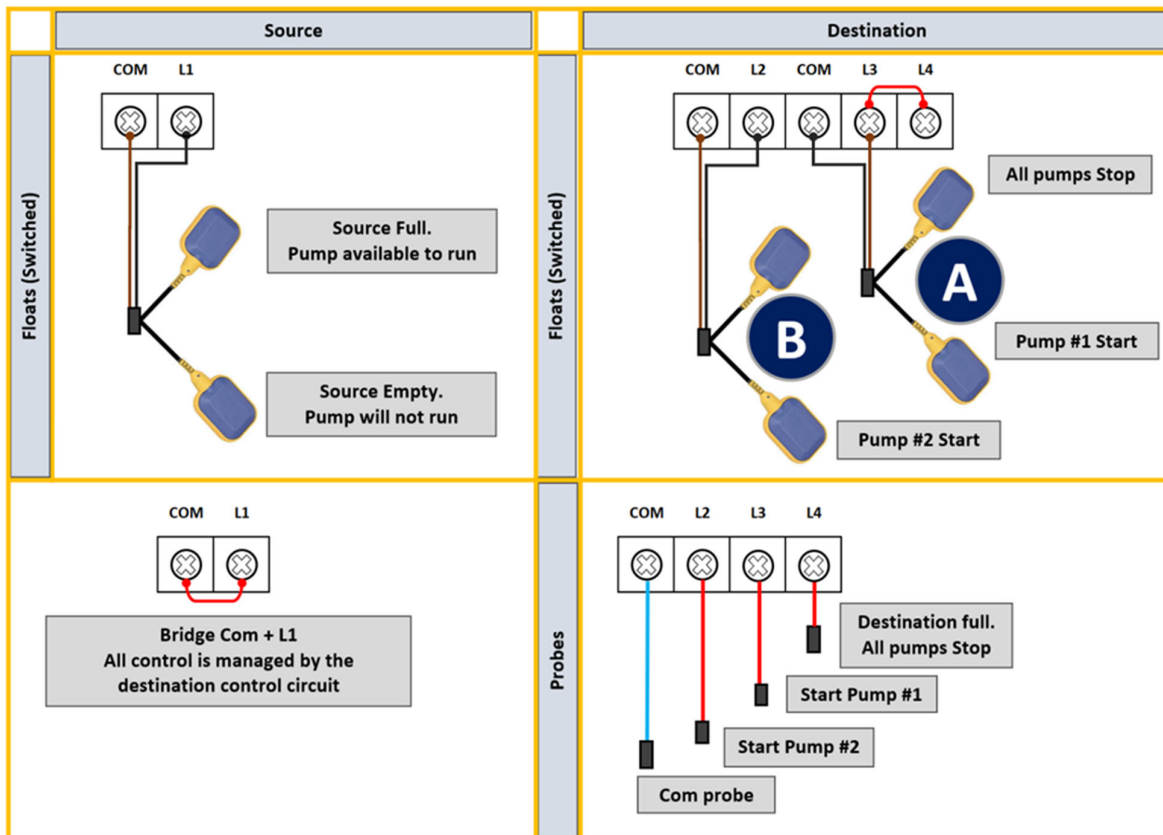 Source
Destination
Floats (Switched)
COM
L1
Source Full.
Pump available to run
Source Empty.
Pump will not run
Floats (Switched)
COM
L2
COM
L3
L4
All pumps Stop
A
Pump #1 Start
B
Pump #2 Start
COM
L1
Bridge Com + L1
All control is managed by the
destination control circuit
Probes
COM
L2
L3
L4
Destination full.
All pumps Stop
Start Pump #1
Start Pump #2
Com probe